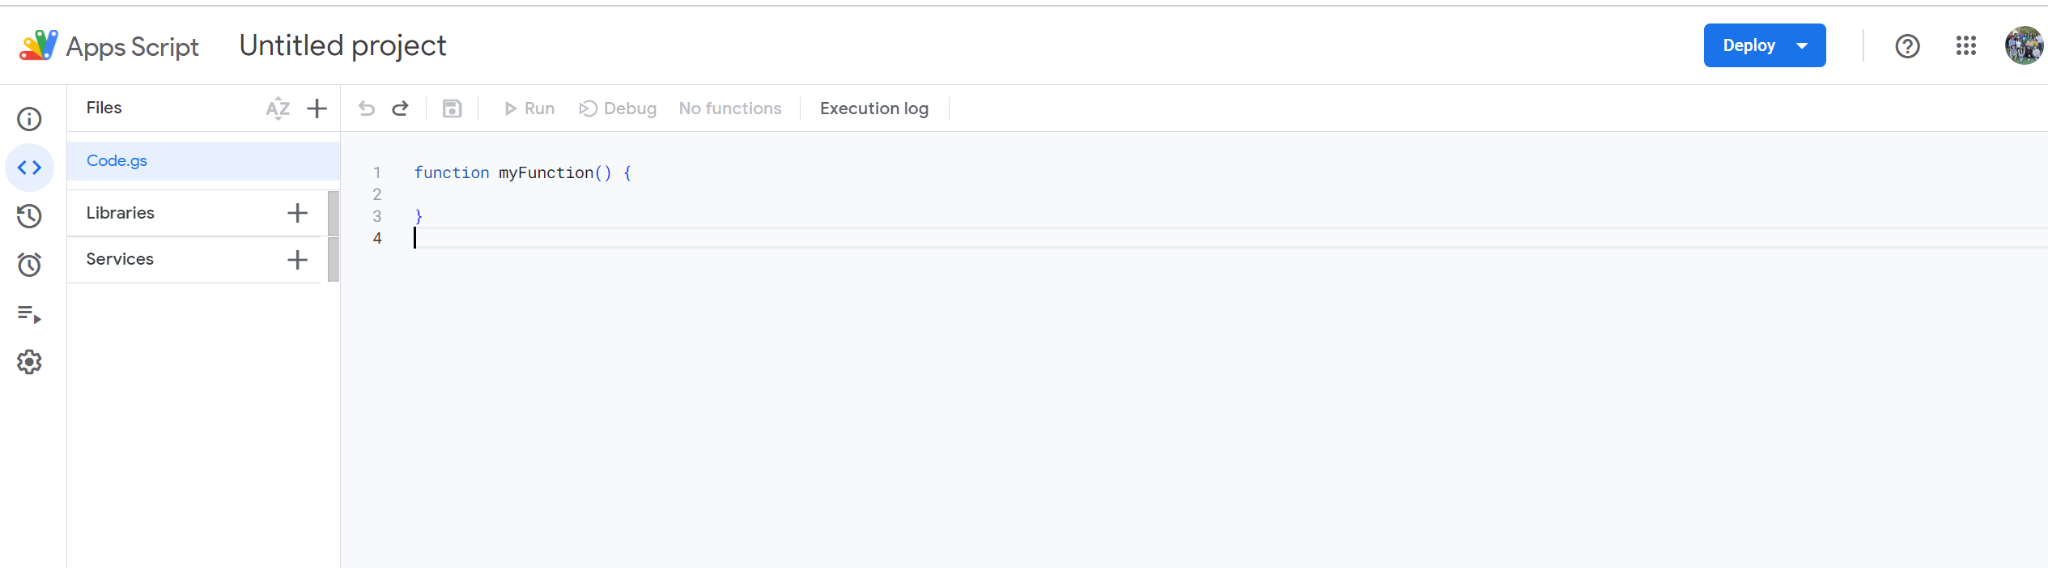 Apps Script Untitled project Deploy
Files AZ Run Debug No functions Execution log
Code.gs
Libraries
Services
1 function myFunction() {
2
3 }
4